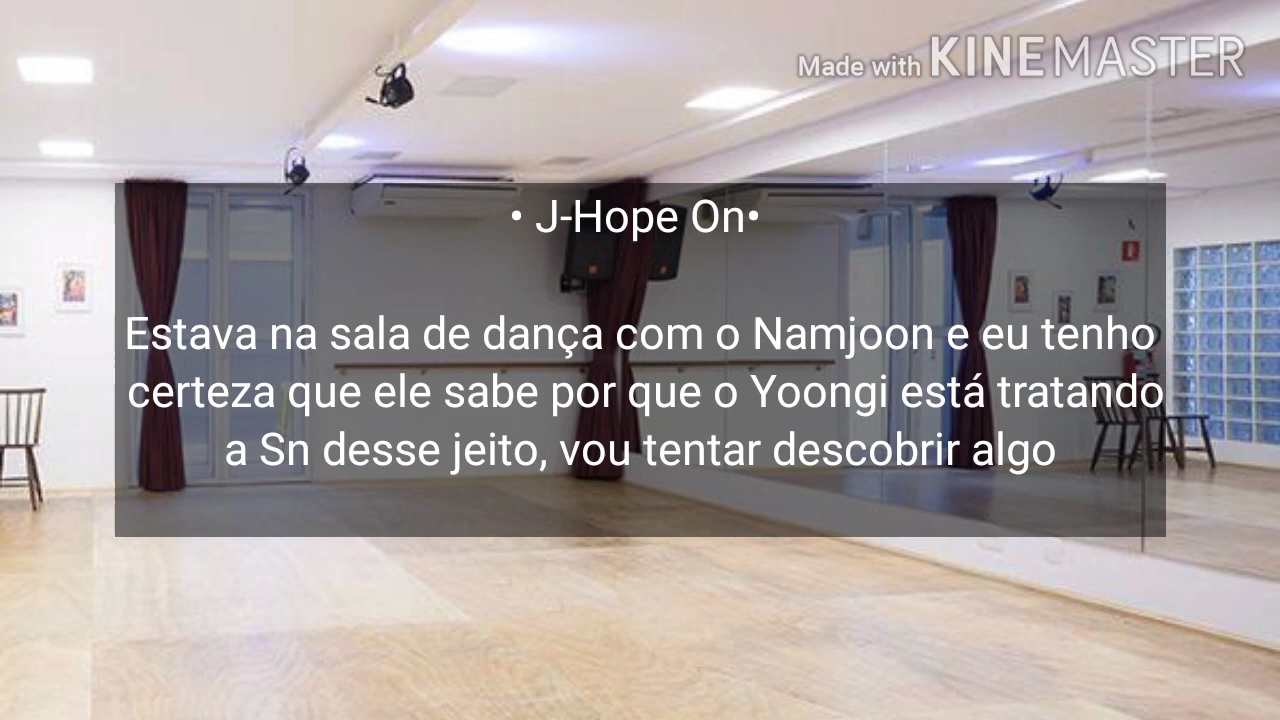 Made with KINEMASTER
• J-Hope On•
Estava na sala de dança com o Namjoon e eu tenho
certeza que ele sabe por que o Yoongi está tratando
a Sn desse jeito, vou tentar descobrir algo